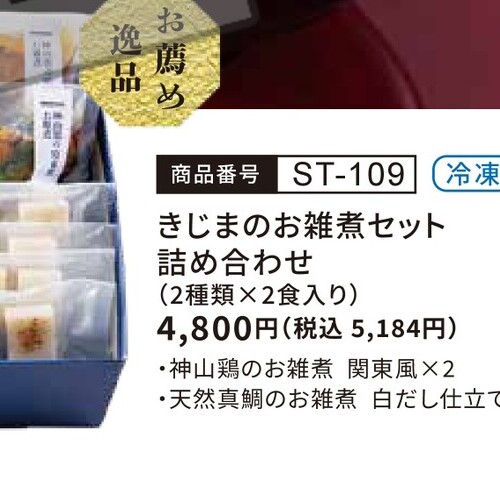 お薦め
逸品
商品番号 ST-109 冷凍
きじまのお雑煮セット
詰め合わせ
（2種類×2食入り）
4,800円（税込 5,184円）
・神山鶏のお雑煮 関東風×2
・天然真鯛のお雑煮 白だし仕立て